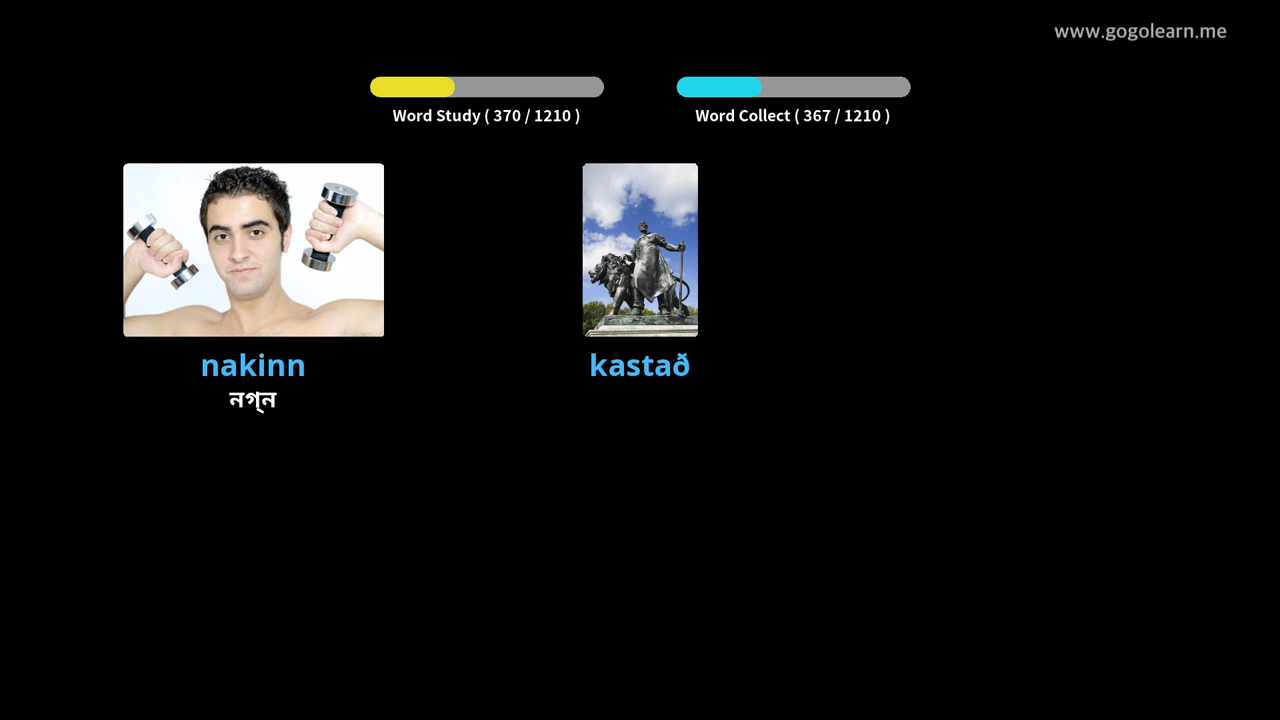 www.gogolearn.me
Word Study ( 370 / 1210 )
Word Collect ( 367 / 1210 )
nakinn
kastað
নগ্ন